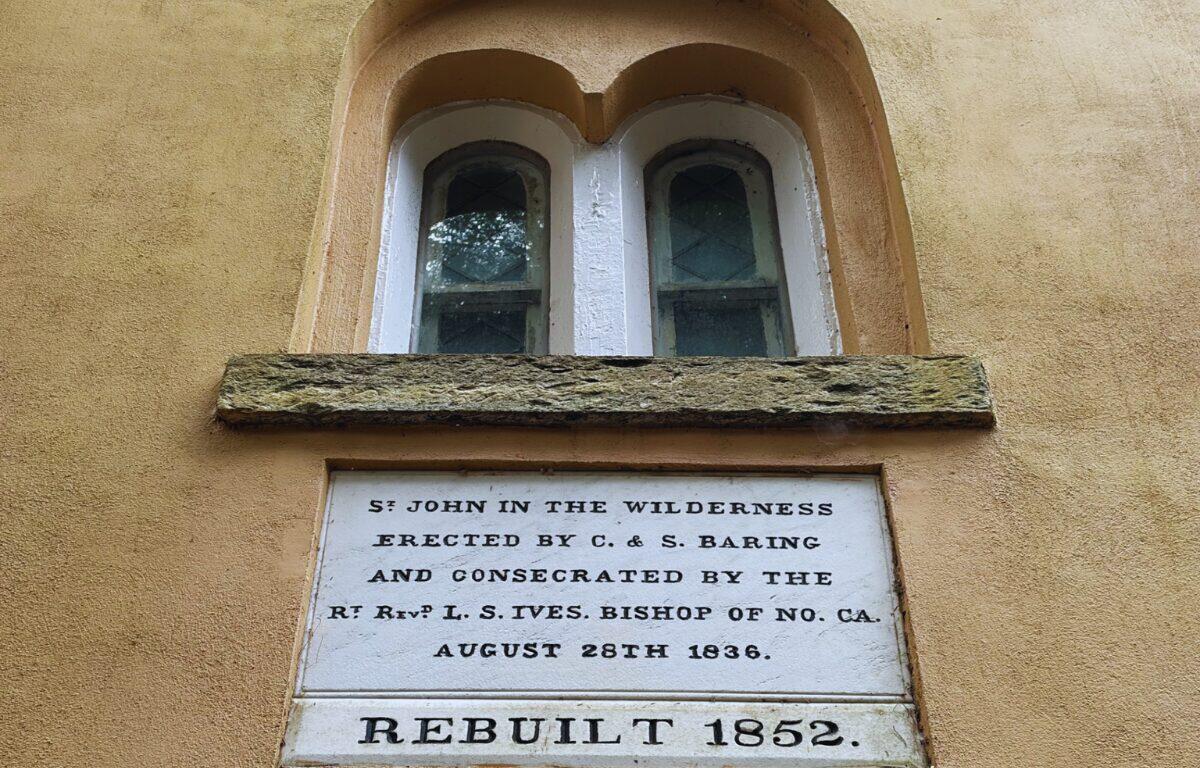 ST JOHN IN THE WILDERNESS
ERECTED BY C. & S. BARING
AND CONSECRATED BY THE
RT REVD L. S. IVES. BISHOP OF NO. CA.
AUGUST 28TH 1836.
REBUILT 1852.